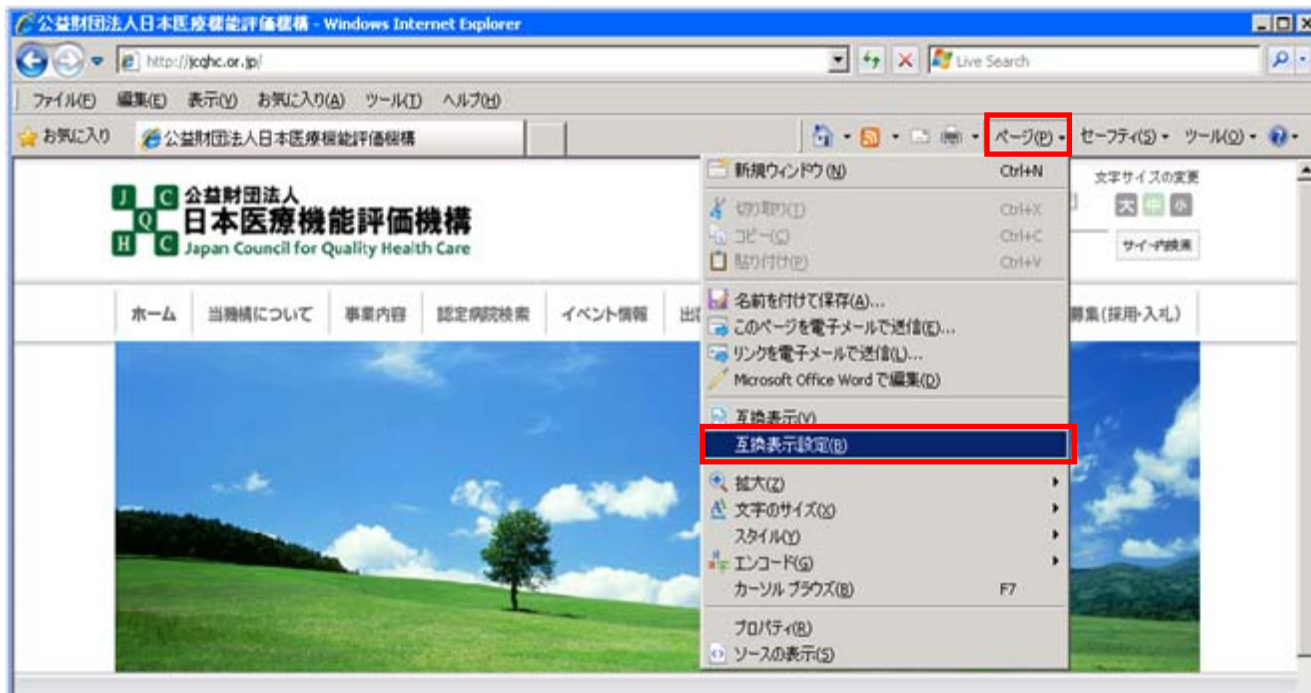 公益財団法人日本医療機能評価機構 - Windows Internet Explorer
http://jcqhc.or.jp/
Live Search
ファイル(F) 編集(E) 表示(V) お気に入り(A) ツール(T) ヘルプ(H)
お気に入り 公益財団法人日本医療機能評価機構 ページ(P) セーフティ(S) ツール(O)
J C Q H C
公益財団法人
日本医療機能評価機構
Japan Council for Quality Health Care
文字サイズの変更
大 中 小
サイト内検索
ホーム 当機構について 事業内容 認定病院検索 イベント情報 出 募集(採用・入札)
新規ウィンドウ(N) Ctrl+N
切り取り(T) Ctrl+X
コピー(C) Ctrl+C
貼り付け(P) Ctrl+V
名前を付けて保存(A)...
このページを電子メールで送信(E)...
リンクを電子メールで送信(L)...
Microsoft Office Word で編集(D)
互換表示(V)
互換表示設定(B)
拡大(Z)
文字のサイズ(X)
スタイル(Y)
エンコード(G)
カーソル ブラウズ(B) F7
プロパティ(R)
ソースの表示(S)